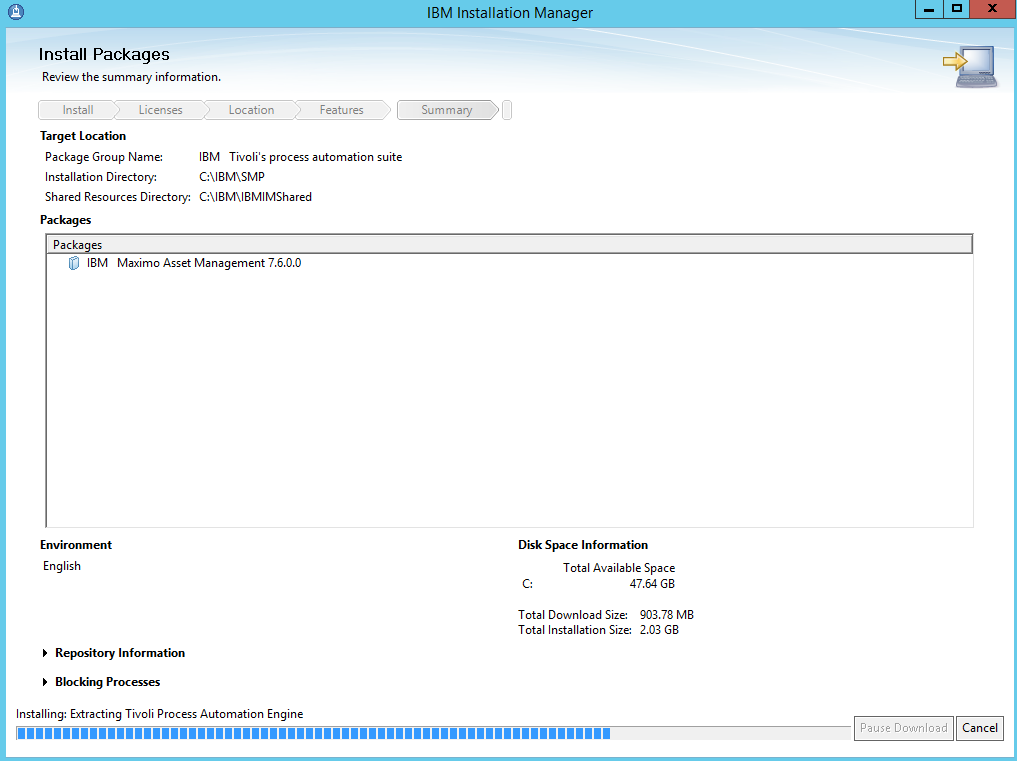 IBM Installation Manager
Install Packages
Review the summary information.
Install Licenses Location Features Summary
Target Location
Package Group Name: IBM Tivoli's process automation suite
Installation Directory: C:\IBM\SMP
Shared Resources Directory: C:\IBM\IBMIMShared
Packages
Packages
IBM Maximo Asset Management 7.6.0.0
Environment
English
Disk Space Information
Total Available Space
C: 47.64 GB
Total Download Size: 903.78 MB
Total Installation Size: 2.03 GB
Repository Information
Blocking Processes
Installing: Extracting Tivoli Process Automation Engine
Pause Download Cancel